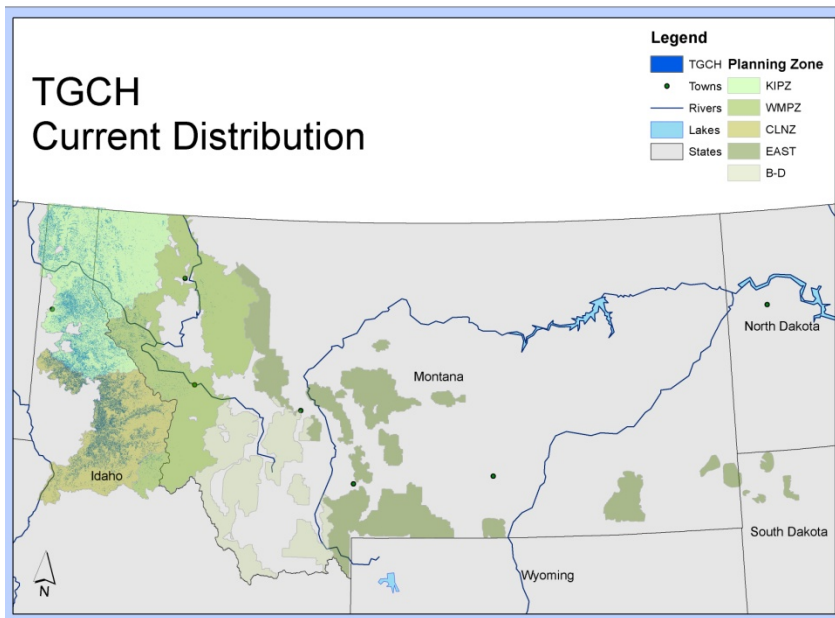 TGCH
Current Distribution
Legend
TGCH
Towns
Rivers
Lakes
States
Planning Zone
KIPZ
WMPZ
CLNZ
EAST
B-D
North Dakota
Montana
Idaho
South Dakota
Wyoming
N